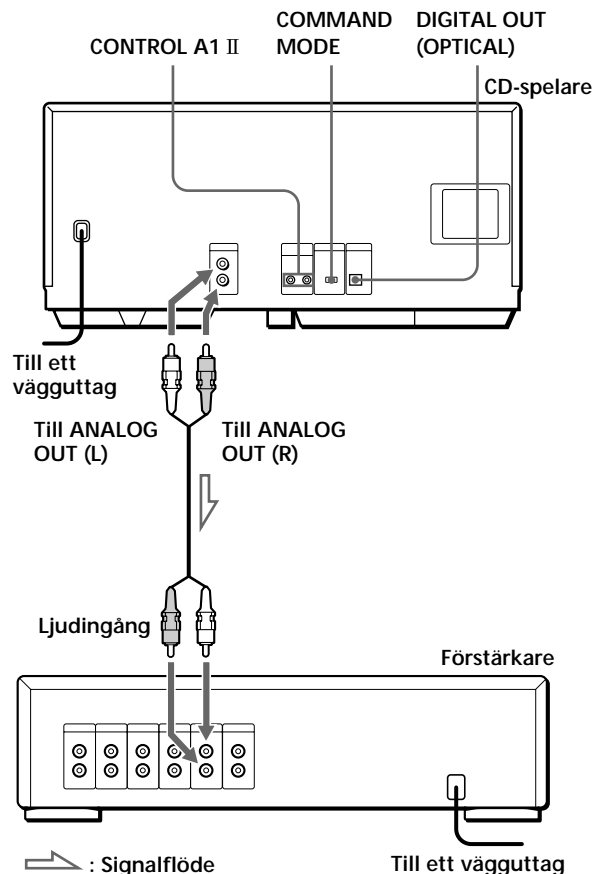 CONTROL A1 II
COMMAND
MODE
DIGITAL OUT
(OPTICAL)
CD-spelare
Till ett
vägguttag
Till ANALOG
OUT (L)
Till ANALOG
OUT (R)
Ljudingång
Förstärkare
: Signalflöde
Till ett vägguttag